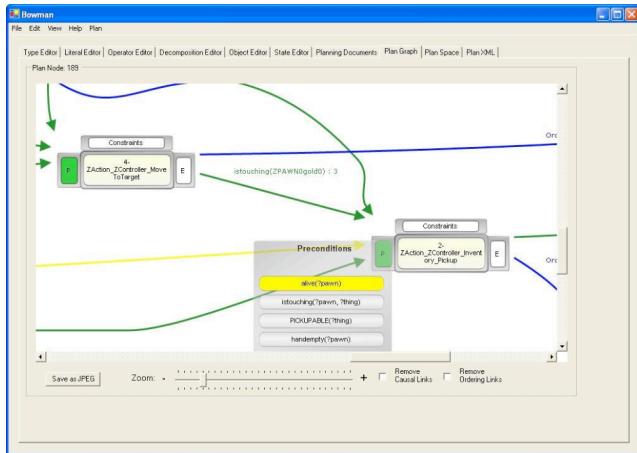 Bowman
File Edit View Help Plan
Type Editor Literal Editor Operator Editor Decomposition Editor Object Editor State Editor Planning Documents Plan Graph Plan Space Plan XML
Plan Node: 189
Constraints
Ord
P
4-
ZAction_ZController_Move
ToTarget
E
istouching(ZPAWN0gold0) : 3
Constraints
Preconditions
P
2-
ZAction_ZController_Invent
ory_Pickup
E
Ord
alive(?pawn)
istouching(?pawn, ?thing)
PICKUPABLE(?thing)
handempty(?pawn)
Save as JPEG
Zoom: - +
Remove
Causal Links
Remove
Ordering Links